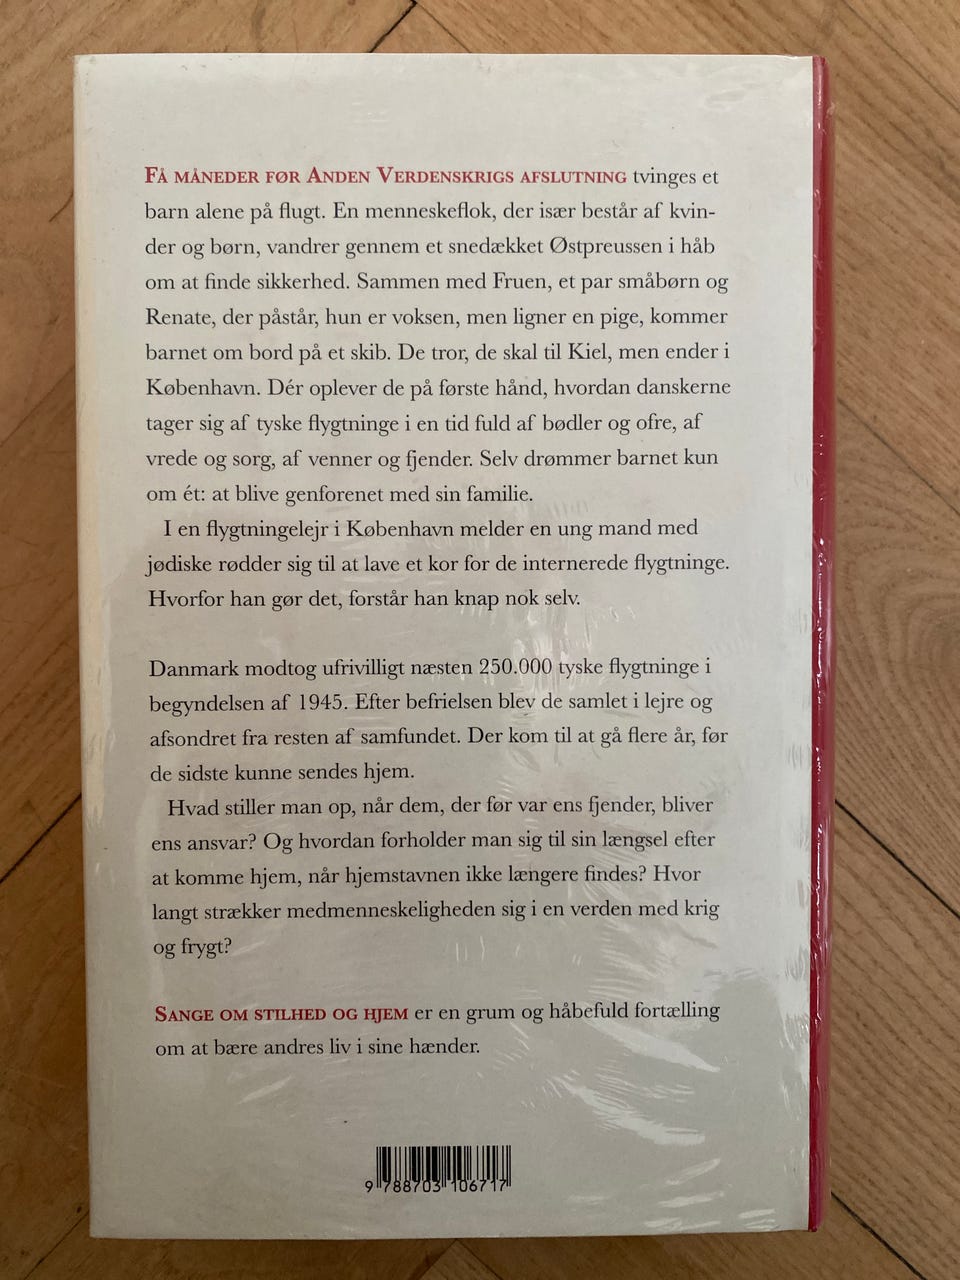 FÅ MÅNEDER FØR ANDEN VERDENSKRIGS AFSLUTNING tvinges et
barn alene på flugt. En menneskeflok, der især består af kvin-
der og børn, vandrer gennem et snedækket Østpreussen i håb
om at finde sikkerhed. Sammen med Fruen, et par småbørn og
Renate, der påstår, hun er voksen, men ligner en pige, kommer
barnet om bord på et skib. De tror, de skal til Kiel, men ender i
København. Dér oplever de på første hånd, hvordan danskerne
tager sig af tyske flygtninge i en tid fuld af bødler og ofre, af
vrede og sorg, af venner og fjender. Selv drømmer barnet kun
om ét: at blive genforenet med sin familie.
I en flygtningelejr i København melder en ung mand med
jødiske rødder sig til at lave et kor for de internerede flygtninge.
Hvorfor han gør det, forstår han knap nok selv.
Danmark modtog ufrivilligt næsten 250.000 tyske flygtninge i
begyndelsen af 1945. Efter befrielsen blev de samlet i lejre og
afsondret fra resten af samfundet. Der kom til at gå flere år, før
de sidste kunne sendes hjem.
Hvad stiller man op, når dem, der før var ens fjender, bliver
ens ansvar? Og hvordan forholder man sig til sin længsel efter
at komme hjem, når hjemstavnen ikke længere findes? Hvor
langt strækker medmenneskeligheden sig i en verden med krig
og frygt?
SANGE OM STILHED OG HJEM er en grum og håbefuld fortælling
om at bære andres liv i sine hænder.
9 788703 106717